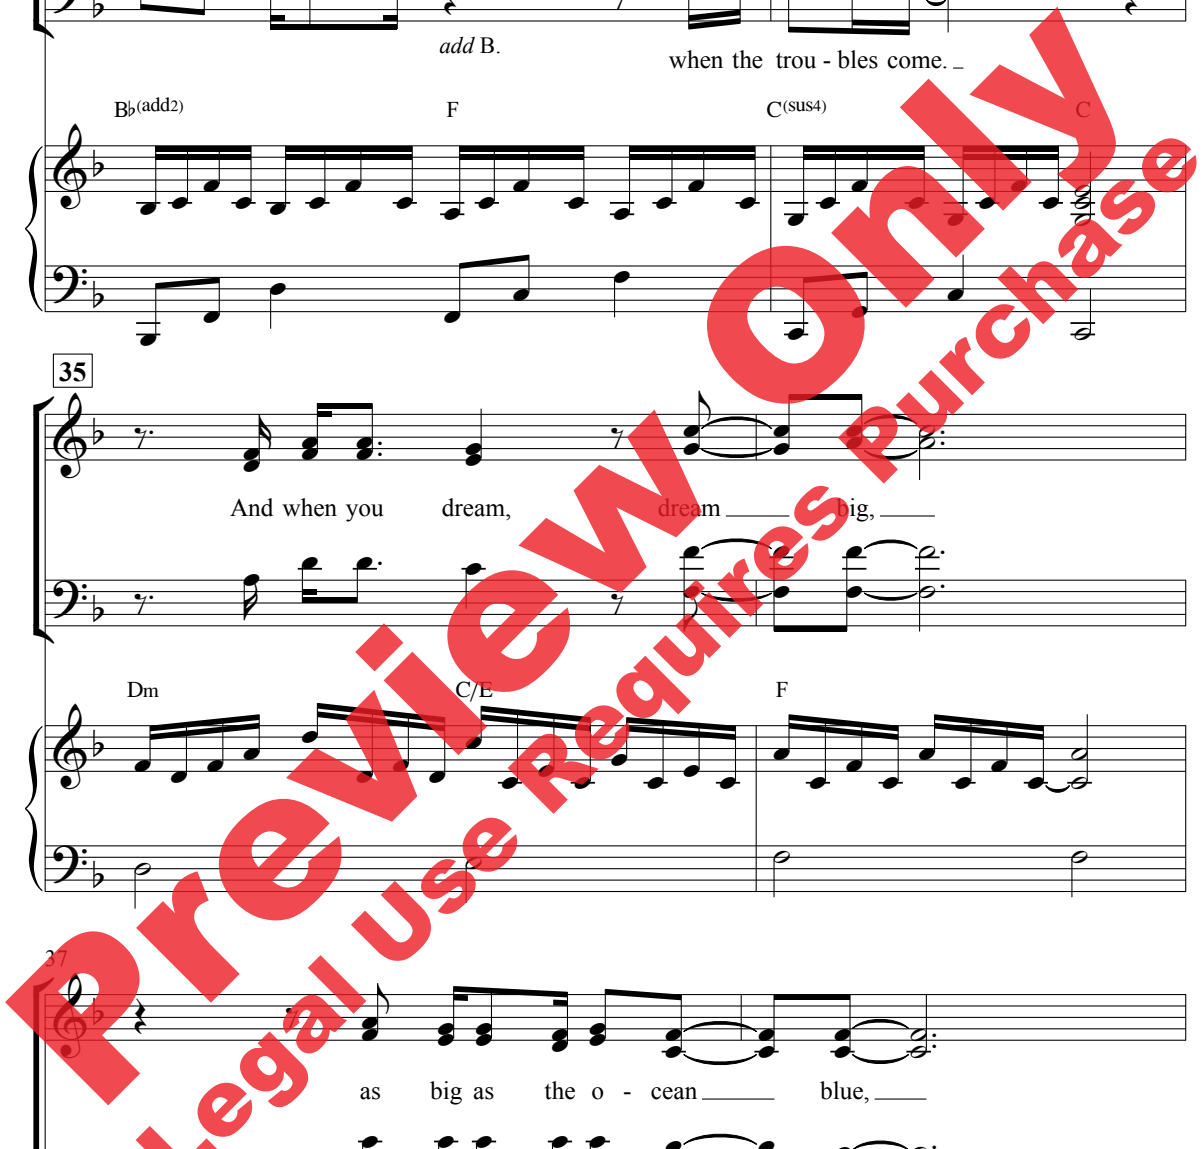 add B.
when the trou - bles come.
B♭(add2) F C(sus4) C
35
And when you dream, dream big,
Dm C/E F
37
as big as the o - cean blue,
Preview Only
Legal Use Requires Purchase